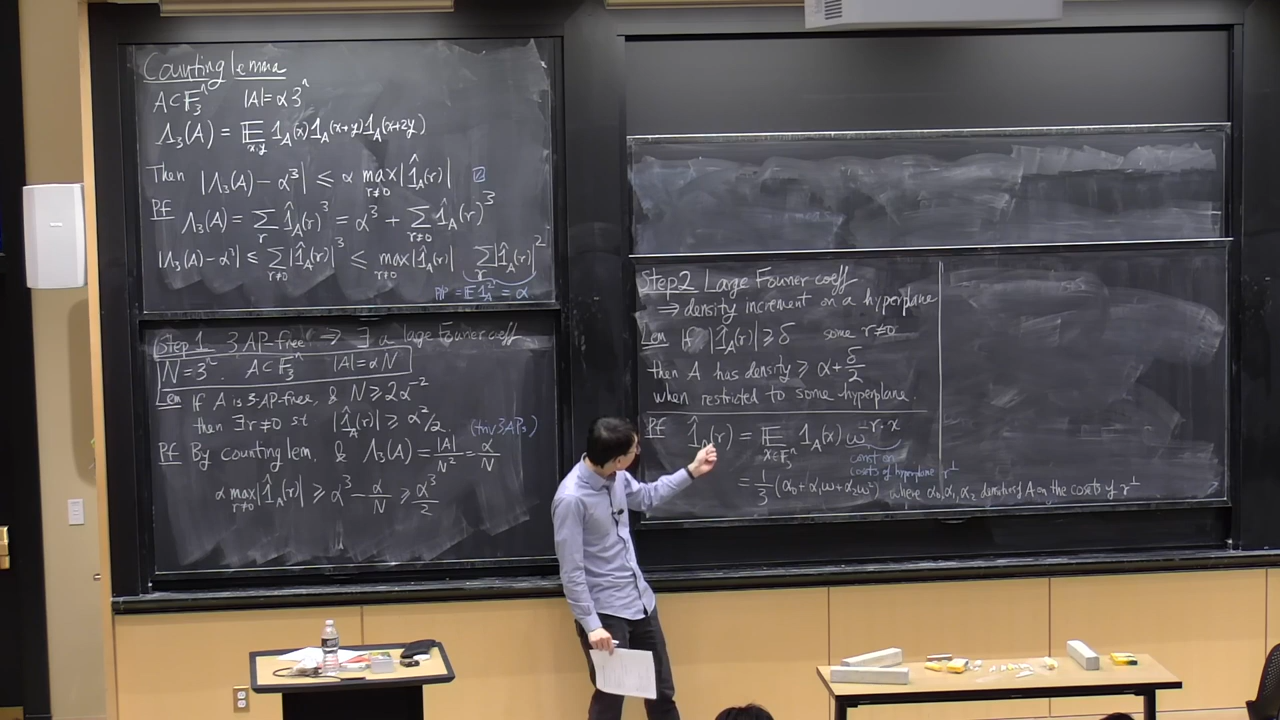 Counting lemma
A ⊂ F₃ⁿ |A| = α3ⁿ
Λ₃(A) = 𝔼_{x,y} 1_A(x) 1_A(x+y) 1_A(x+2y)
Then |Λ₃(A) − α³| ≤ α max_{r≠0} |1̂_A(r)|
Pf Λ₃(A) = Σ_r 1̂_A(r)³ = α³ + Σ_{r≠0} 1̂_A(r)³
|Λ₃(A) − α³| ≤ Σ_{r≠0} |1̂_A(r)|³ ≤ max_{r≠0} |1̂_A(r)| Σ_r |1̂_A(r)|²
= 𝔼 1_A² = α
Step 1 3-AP-free ⇒ ∃ a large Fourier coeff
N = 3ⁿ. A ⊂ F₃ⁿ |A| = αN
Lem If A is 3-AP-free, & N ≥ 2α⁻²
then ∃ r≠0 st |1̂_A(r)| ≥ α²/2. (triv 3APs)
Pf By counting lem, & Λ₃(A) = |A|/N² = α/N
α max_{r≠0} |1̂_A(r)| ≥ α³ − α/N ≥ α³/2
Step 2 Large Fourier coeff
⇒ density increment on a hyperplane
Lem If |1̂_A(r)| ≥ δ some r≠0
then A has density ≥ α + δ/2
when restricted to some hyperplane.
Pf 1̂_A(r) = 𝔼_{x∈F₃ⁿ} 1_A(x) ω^{−r·x}
const on
cosets of hyperplane r^⊥
= 1/3 (α₀ + α₁ω + α₂ω²) where α₀, α₁, α₂ densities of A on the cosets of r^⊥